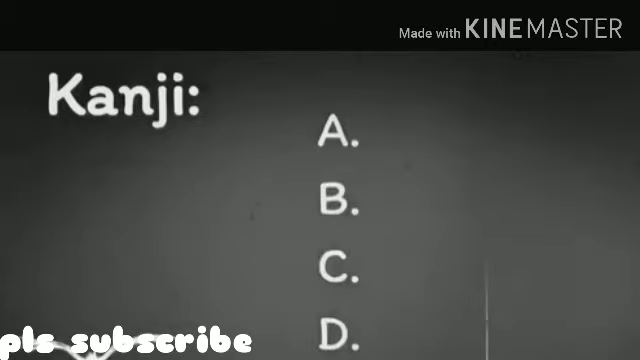 Made with KINEMASTER
Kanji:
A.
B.
C.
D.
pls subscribe